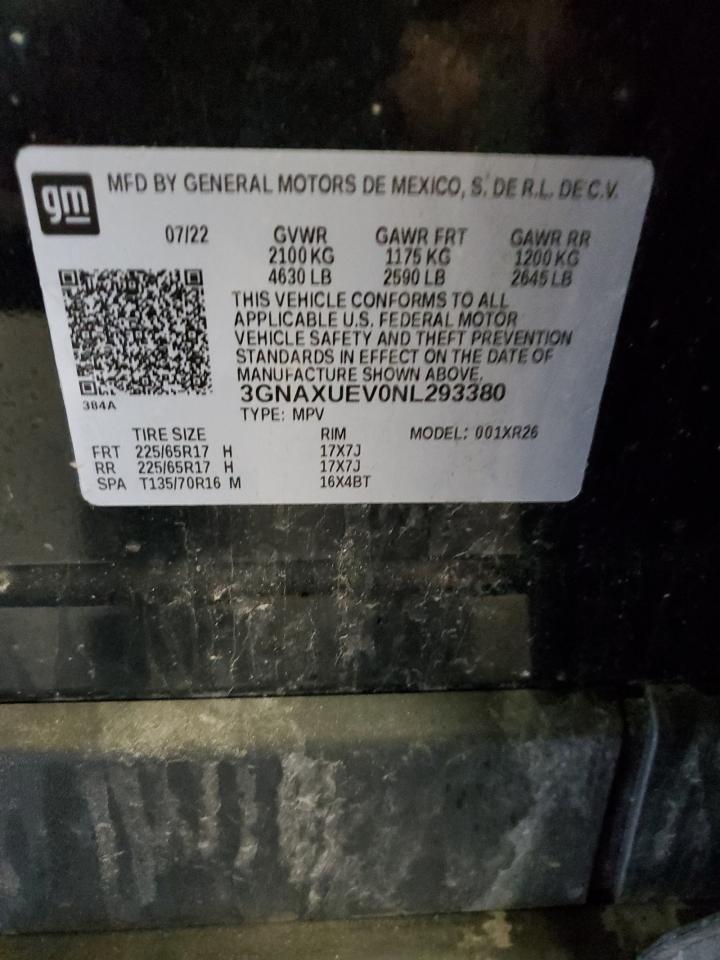 gm
MFD BY GENERAL MOTORS DE MEXICO, S. DE R.L. DE C.V.
07/22 GVWR GAWR FRT GAWR RR
2100 KG 1175 KG 1200 KG
4630 LB 2590 LB 2645 LB
THIS VEHICLE CONFORMS TO ALL
APPLICABLE U.S. FEDERAL MOTOR
VEHICLE SAFETY AND THEFT PREVENTION
STANDARDS IN EFFECT ON THE DATE OF
MANUFACTURE SHOWN ABOVE.
3GNAXUEV0NL293380
384A
TYPE: MPV
TIRE SIZE RIM MODEL: 001XR26
FRT 225/65R17 H 17X7J
RR 225/65R17 H 17X7J
SPA T135/70R16 M 16X4BT